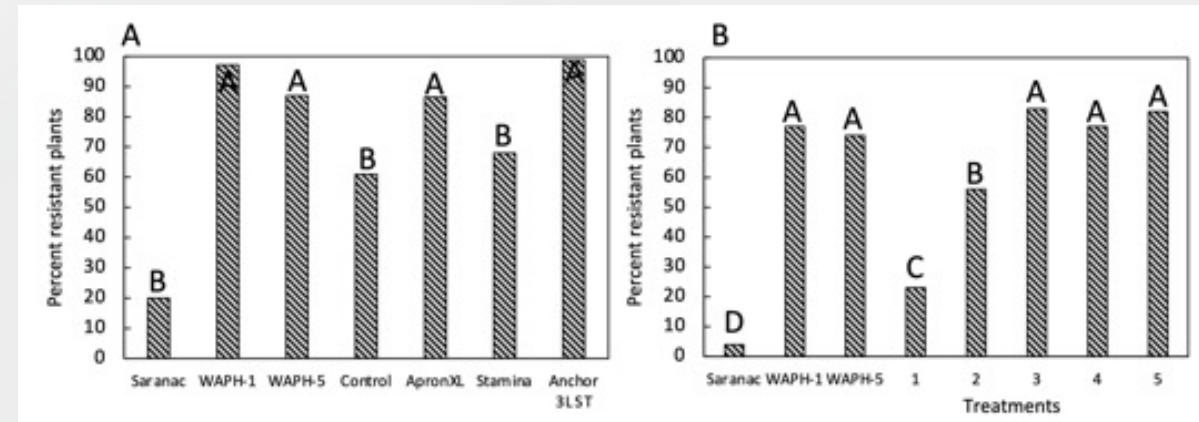 A
Percent resistant plants
100
90
80
70
60
50
40
30
20
10
0
B
A
A
B
A
B
A
Saranac WAPH-1 WAPH-5 Control ApronXL Stamina Anchor
3LST
B
Percent resistant plants
100
90
80
70
60
50
40
30
20
10
0
D
A
A
C
B
A
A
A
Saranac WAPH-1 WAPH-5 1 2 3 4 5
Treatments